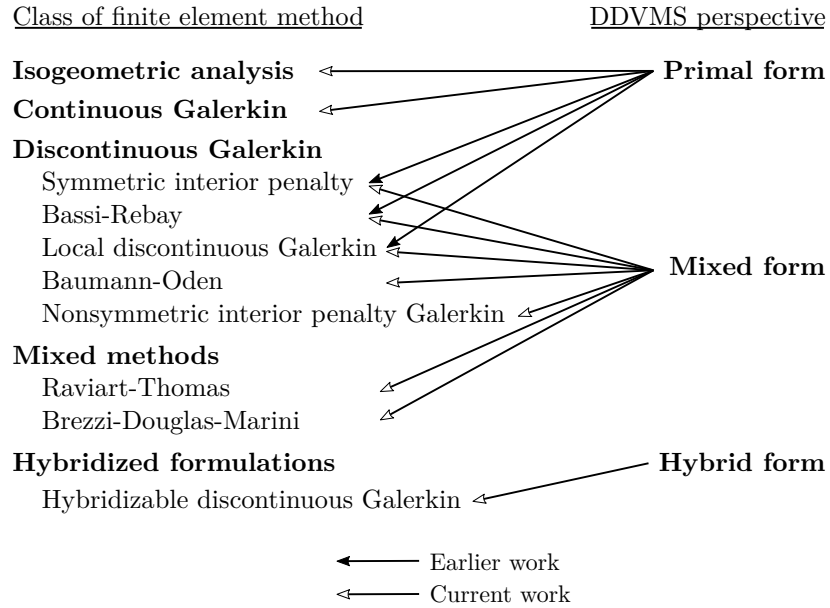 Class of finite element method DDVMS perspective
Isogeometric analysis Primal form
Continuous Galerkin
Discontinuous Galerkin
Symmetric interior penalty
Bassi-Rebay
Local discontinuous Galerkin
Baumann-Oden Mixed form
Nonsymmetric interior penalty Galerkin
Mixed methods
Raviart-Thomas
Brezzi-Douglas-Marini
Hybridized formulations Hybrid form
Hybridizable discontinuous Galerkin
Earlier work
Current work